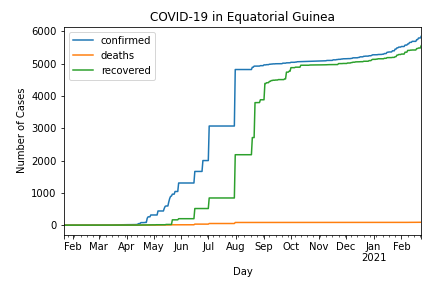 COVID-19 in Equatorial Guinea
6000
5000
4000
3000
2000
1000
0
Number of Cases
confirmed
deaths
recovered
Feb Mar Apr May Jun Jul Aug Sep Oct Nov Dec Jan Feb
2021
Day